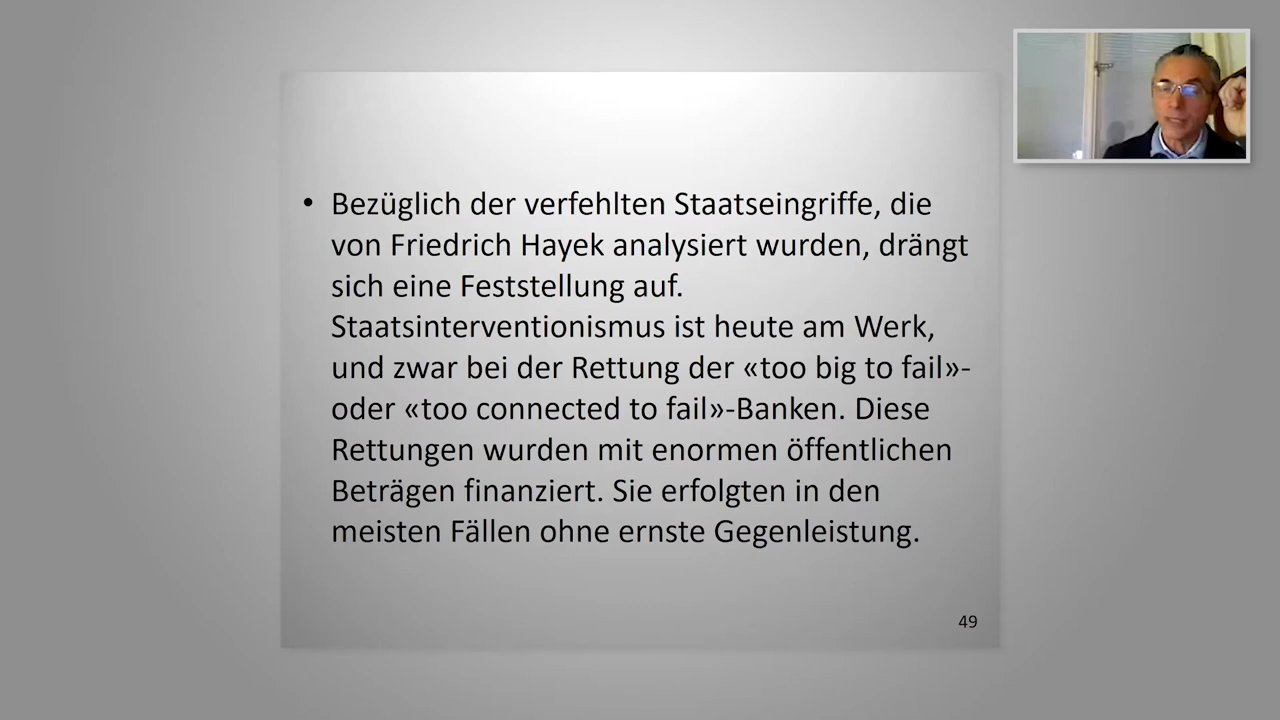 • Bezüglich der verfehlten Staatseingriffe, die
von Friedrich Hayek analysiert wurden, drängt
sich eine Feststellung auf.
Staatsinterventionismus ist heute am Werk,
und zwar bei der Rettung der «too big to fail»-
oder «too connected to fail»-Banken. Diese
Rettungen wurden mit enormen öffentlichen
Beträgen finanziert. Sie erfolgten in den
meisten Fällen ohne ernste Gegenleistung.
49